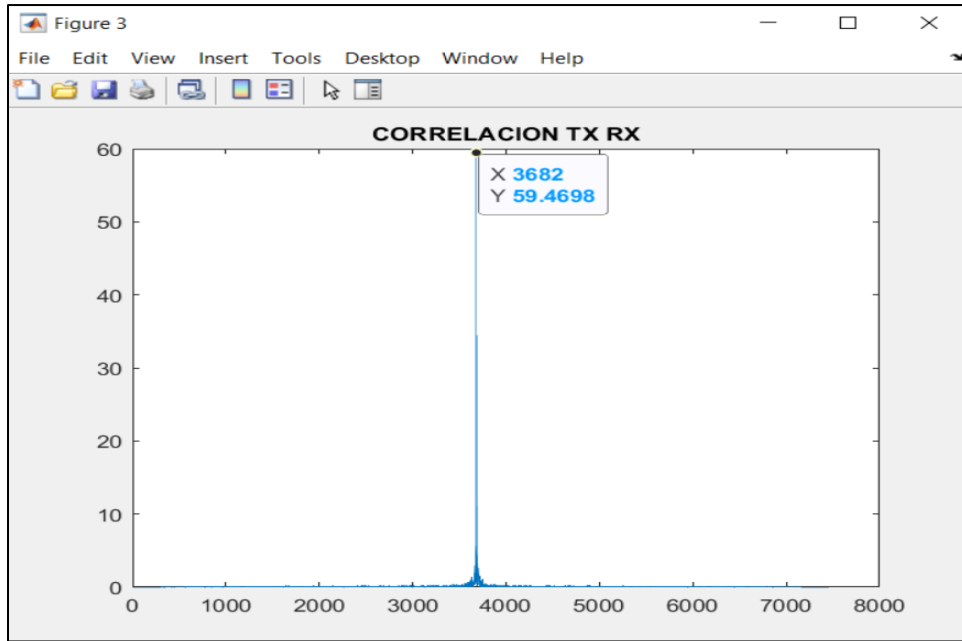 Figure 3
File Edit View Insert Tools Desktop Window Help
CORRELACION TX RX
60
X 3682
Y 59.4698
50
40
30
20
10
0
0 1000 2000 3000 4000 5000 6000 7000 8000